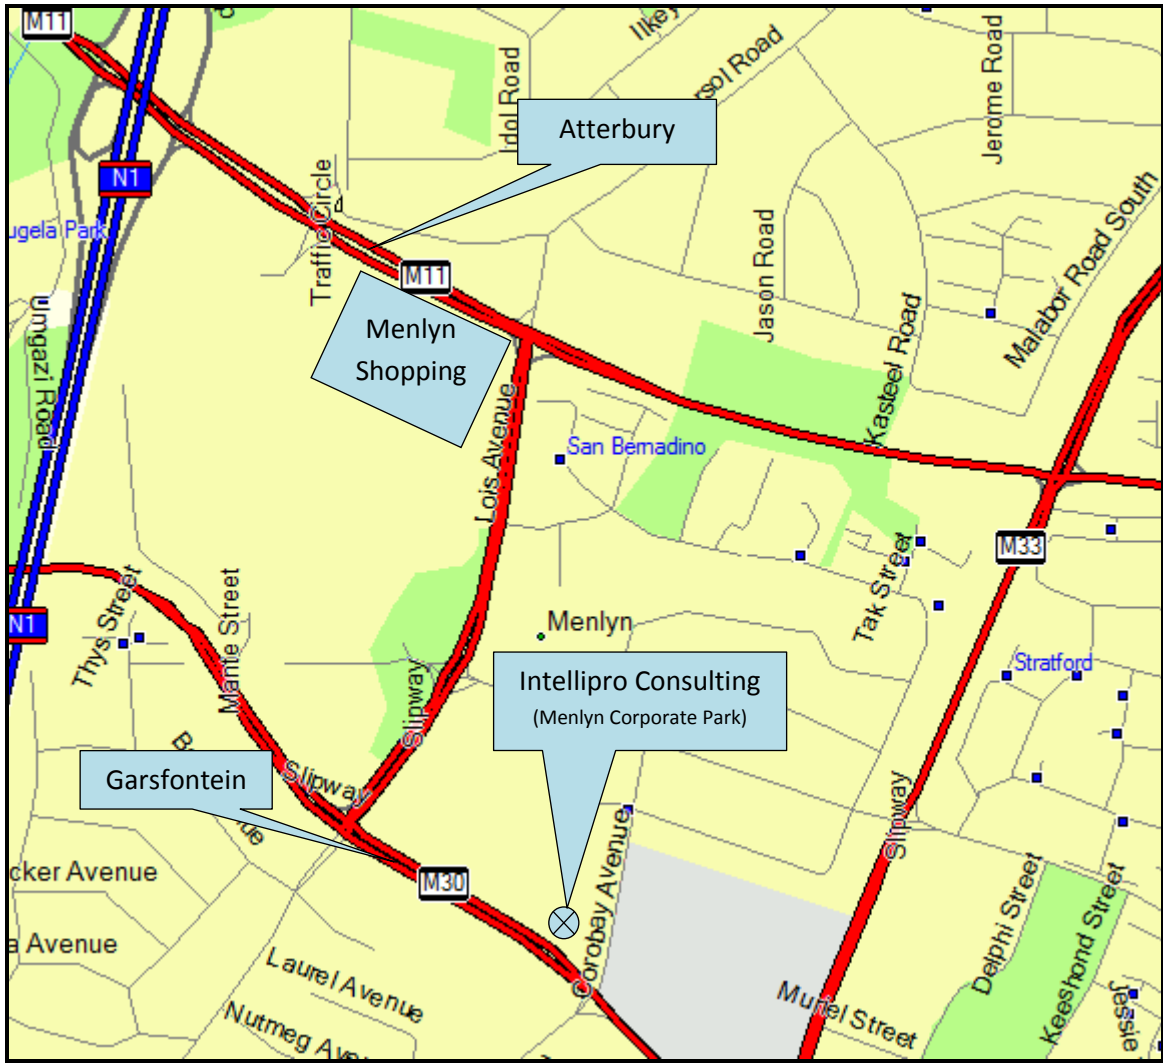 M11
Ilkey
Idol Road
rsol Road
Jerome Road
Atterbury
N1
Traffic Circle
ugela Park
Malabor Road South
M11
Jason Road
Umgazi Road
Menlyn
Shopping
Kasteel Road
Lois Avenue
San Bernadino
M33
Tak Street
Thys Street
N1
Mante Street
Menlyn
Stratford
Slipway
Intellipro Consulting
(Menlyn Corporate Park)
Garsfontein
Slipway
Slipway
cker Avenue
M30
Corobay Avenue
Delphi Street
Keeshond Street
a Avenue
Laurel Avenue
Nutmeg Ave
Muriel Street
Jessie